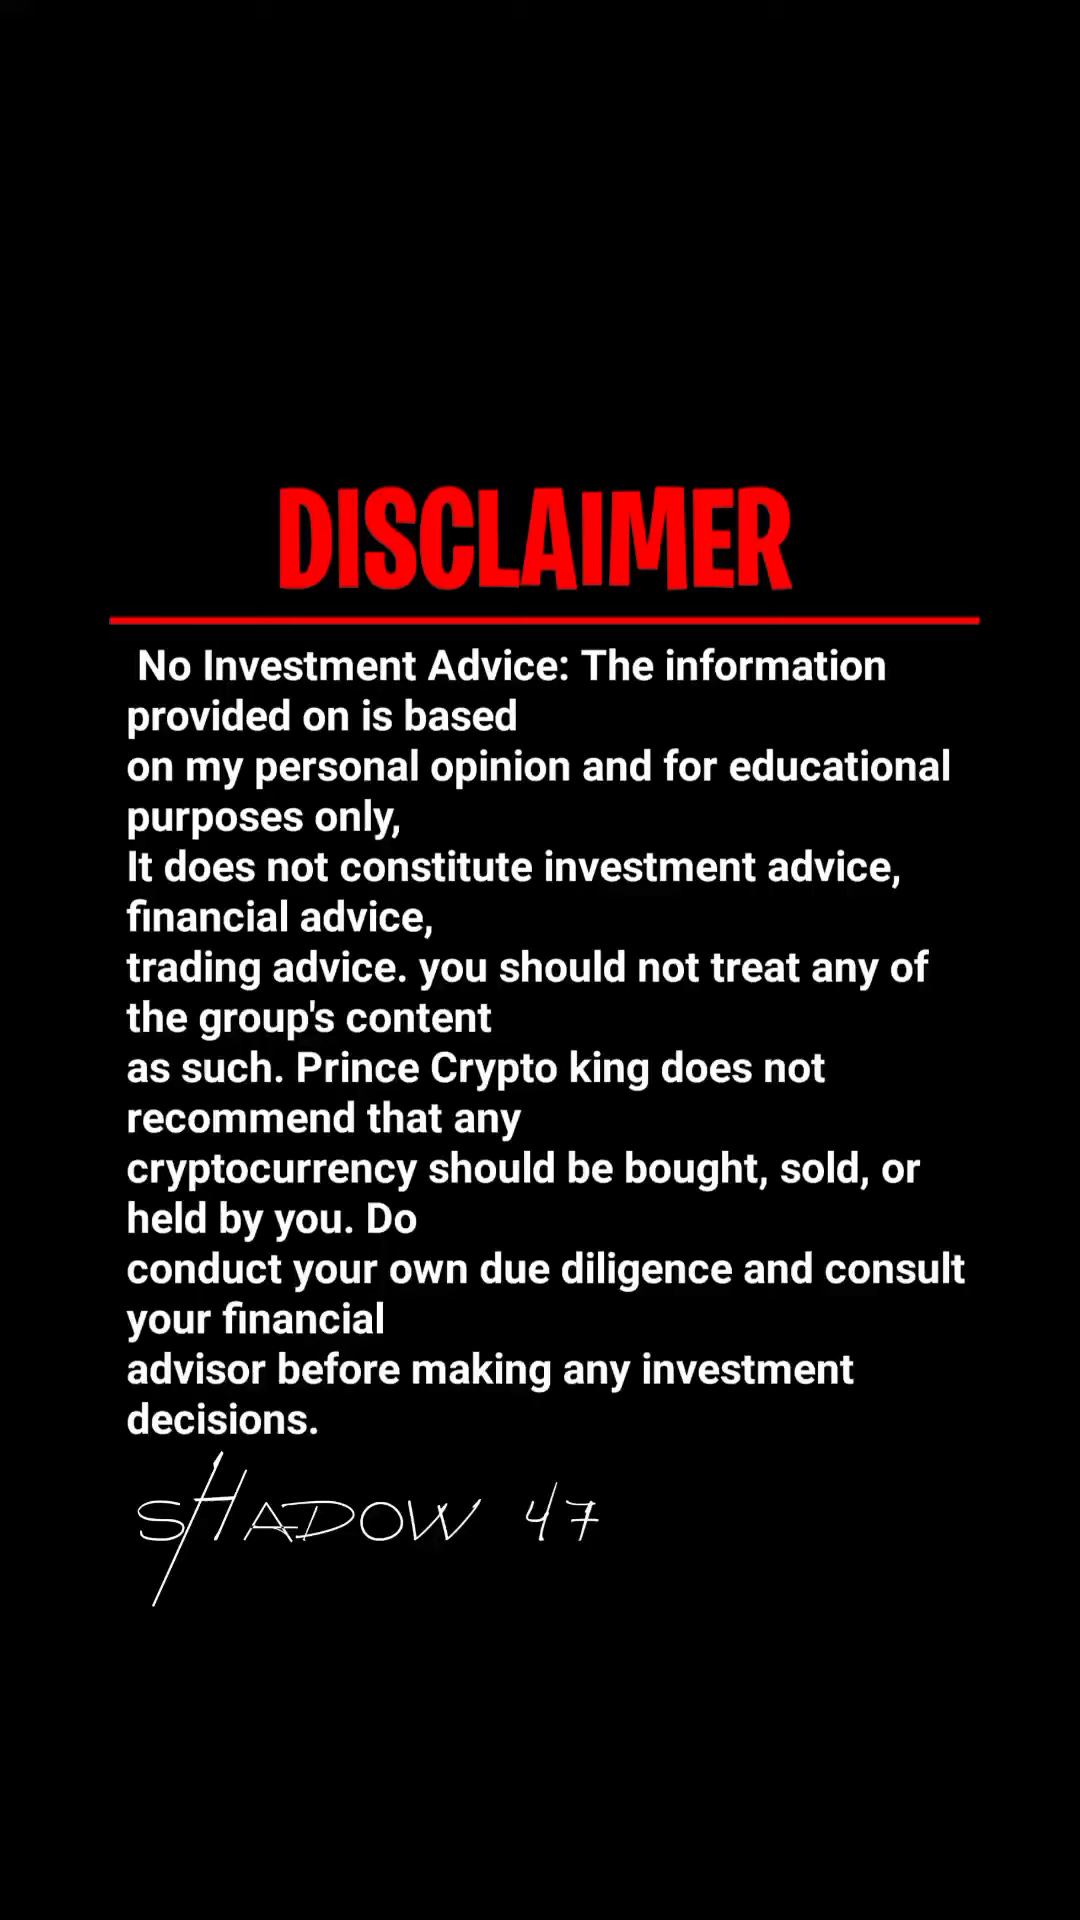 DISCLAIMER
No Investment Advice: The information
provided on is based
on my personal opinion and for educational
purposes only,
It does not constitute investment advice,
financial advice,
trading advice. you should not treat any of
the group's content
as such. Prince Crypto king does not
recommend that any
cryptocurrency should be bought, sold, or
held by you. Do
conduct your own due diligence and consult
your financial
advisor before making any investment
decisions.
SHADOW 47